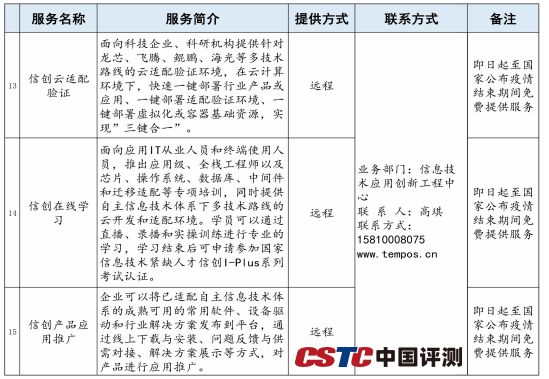 服务名称 服务简介 提供方式 联系方式 备注
13
信创云适配
验证
面向科技企业、科研机构提供针对
龙芯、飞腾、鲲鹏、海光等多技术
路线的云适配验证环境，在云计算
环境下，快速一键部署行业产品或
应用、一键部署适配验证环境、一
键部署虚拟化或容器基础资源，实
现”三键合一”。
远程
即日起至国
家公布疫情
结束期间免
费提供服务
14
信创在线学
习
面向应用IT从业人员和终端使用人
员，推出应用级、全栈工程师以及
芯片、操作系统、数据库、中间件
和迁移适配等专项培训，同时提供
自主信息技术体系下多技术路线的
云开发和适配环境。学员可以通过
直播、录播和实操训练进行专业的
学习，学习结束后可申请参加国家
信息技术紧缺人才信创I-Plus系列
考试认证。
远程
业务部门：信息技
术应用创新工程中
心
联 系 人：高琪
联系方式：
15810008075
www.tempos.cn
即日起至国
家公布疫情
结束期间免
费提供服务
15
信创产品应
用推广
企业可以将已适配自主信息技术体
系的成熟可用的常用软件、设备驱
动和行业解决方案发布到平台，通
过线上下载与安装、问题反馈与供
需对接、解决方案展示等方式，对
产品进行应用推广。
远程
即日起至国
家公布疫情
结束期间免
费提供服务
CSTC中国评测